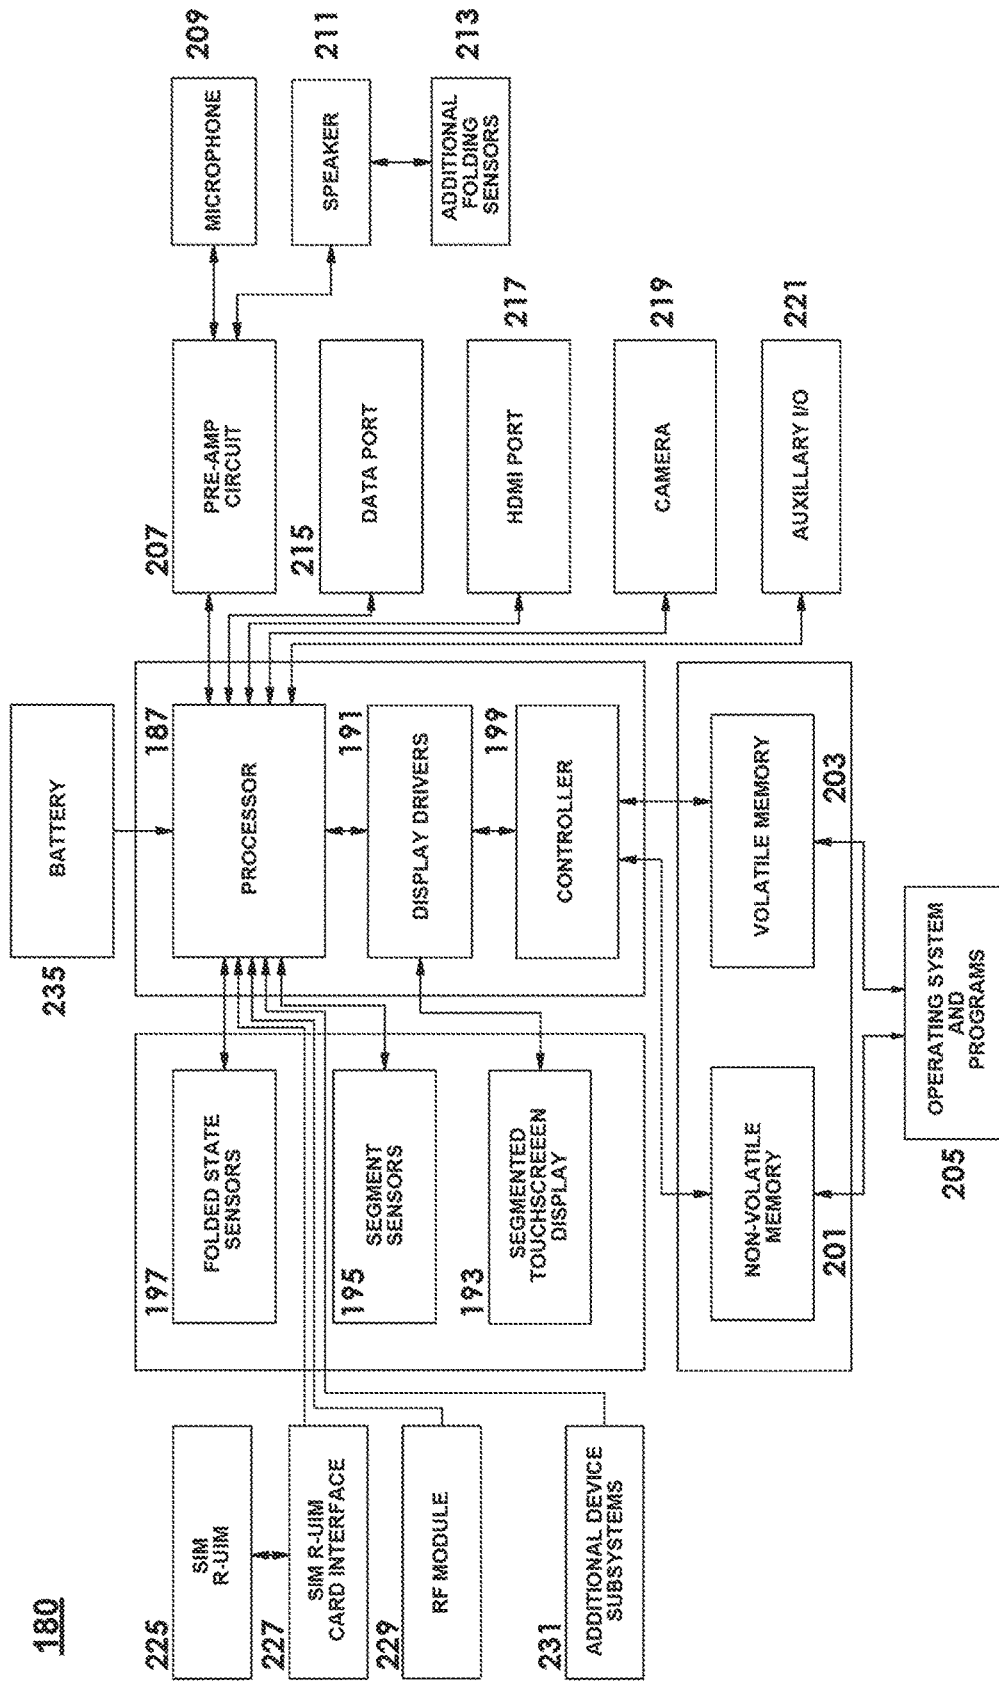 180
225
SIM
R-UIM
227
SIM R-UIM
CARD INTERFACE
229
RF MODULE
231
ADDITIONAL DEVICE
SUBSYSTEMS
197
FOLDED STATE
SENSORS
195
SEGMENT
SENSORS
193
SEGMENTED
TOUCHSCREEEN
DISPLAY
235
BATTERY
187
PROCESSOR
191
DISPLAY DRIVERS
199
CONTROLLER
201
NON-VOLATILE
MEMORY
203
VOLATILE MEMORY
205
OPERATING SYSTEM
AND
PROGRAMS
207
PRE-AMP
CIRCUIT
215
DATA PORT
HDMI PORT
217
CAMERA
219
AUXILLARY I/O
221
MICROPHONE
209
SPEAKER
211
ADDITIONAL
FOLDING
SENSORS
213